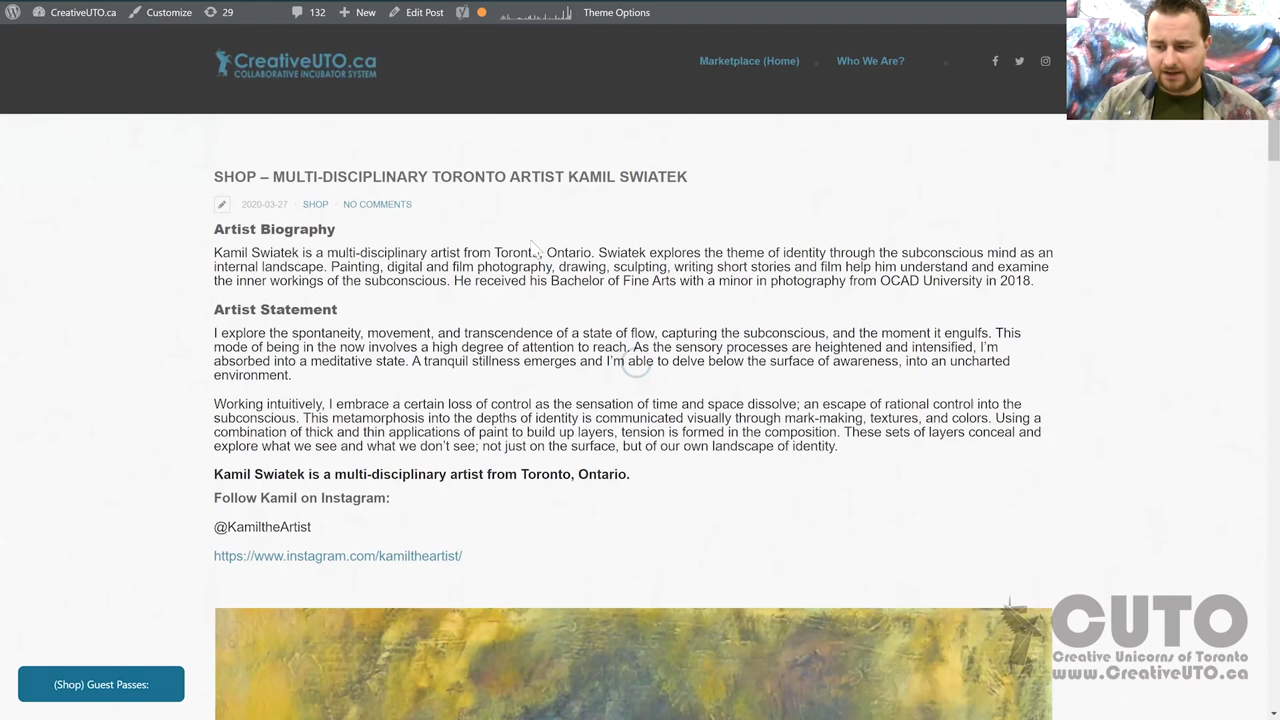 CreativeUTO.ca Customize 29 132 New Edit Post Theme Options
CreativeUTO.ca
COLLABORATIVE INCUBATOR SYSTEM
Marketplace (Home) Who We Are?
SHOP – MULTI-DISCIPLINARY TORONTO ARTIST KAMIL SWIATEK
2020-03-27 · SHOP · NO COMMENTS
Artist Biography
Kamil Swiatek is a multi-disciplinary artist from Toronto, Ontario. Swiatek explores the theme of identity through the subconscious mind as an
internal landscape. Painting, digital and film photography, drawing, sculpting, writing short stories and film help him understand and examine
the inner workings of the subconscious. He received his Bachelor of Fine Arts with a minor in photography from OCAD University in 2018.
Artist Statement
I explore the spontaneity, movement, and transcendence of a state of flow, capturing the subconscious, and the moment it engulfs. This
mode of being in the now involves a high degree of attention to reach. As the sensory processes are heightened and intensified, I'm
absorbed into a meditative state. A tranquil stillness emerges and I'm able to delve below the surface of awareness, into an uncharted
environment.
Working intuitively, I embrace a certain loss of control as the sensation of time and space dissolve; an escape of rational control into the
subconscious. This metamorphosis into the depths of identity is communicated visually through mark-making, textures, and colors. Using a
combination of thick and thin applications of paint to build up layers, tension is formed in the composition. These sets of layers conceal and
explore what we see and what we don't see; not just on the surface, but of our own landscape of identity.
Kamil Swiatek is a multi-disciplinary artist from Toronto, Ontario.
Follow Kamil on Instagram:
@KamiltheArtist
https://www.instagram.com/kamiltheartist/
CUTO
Creative Unicorns of Toronto
www.CreativeUTO.ca
(Shop) Guest Passes: